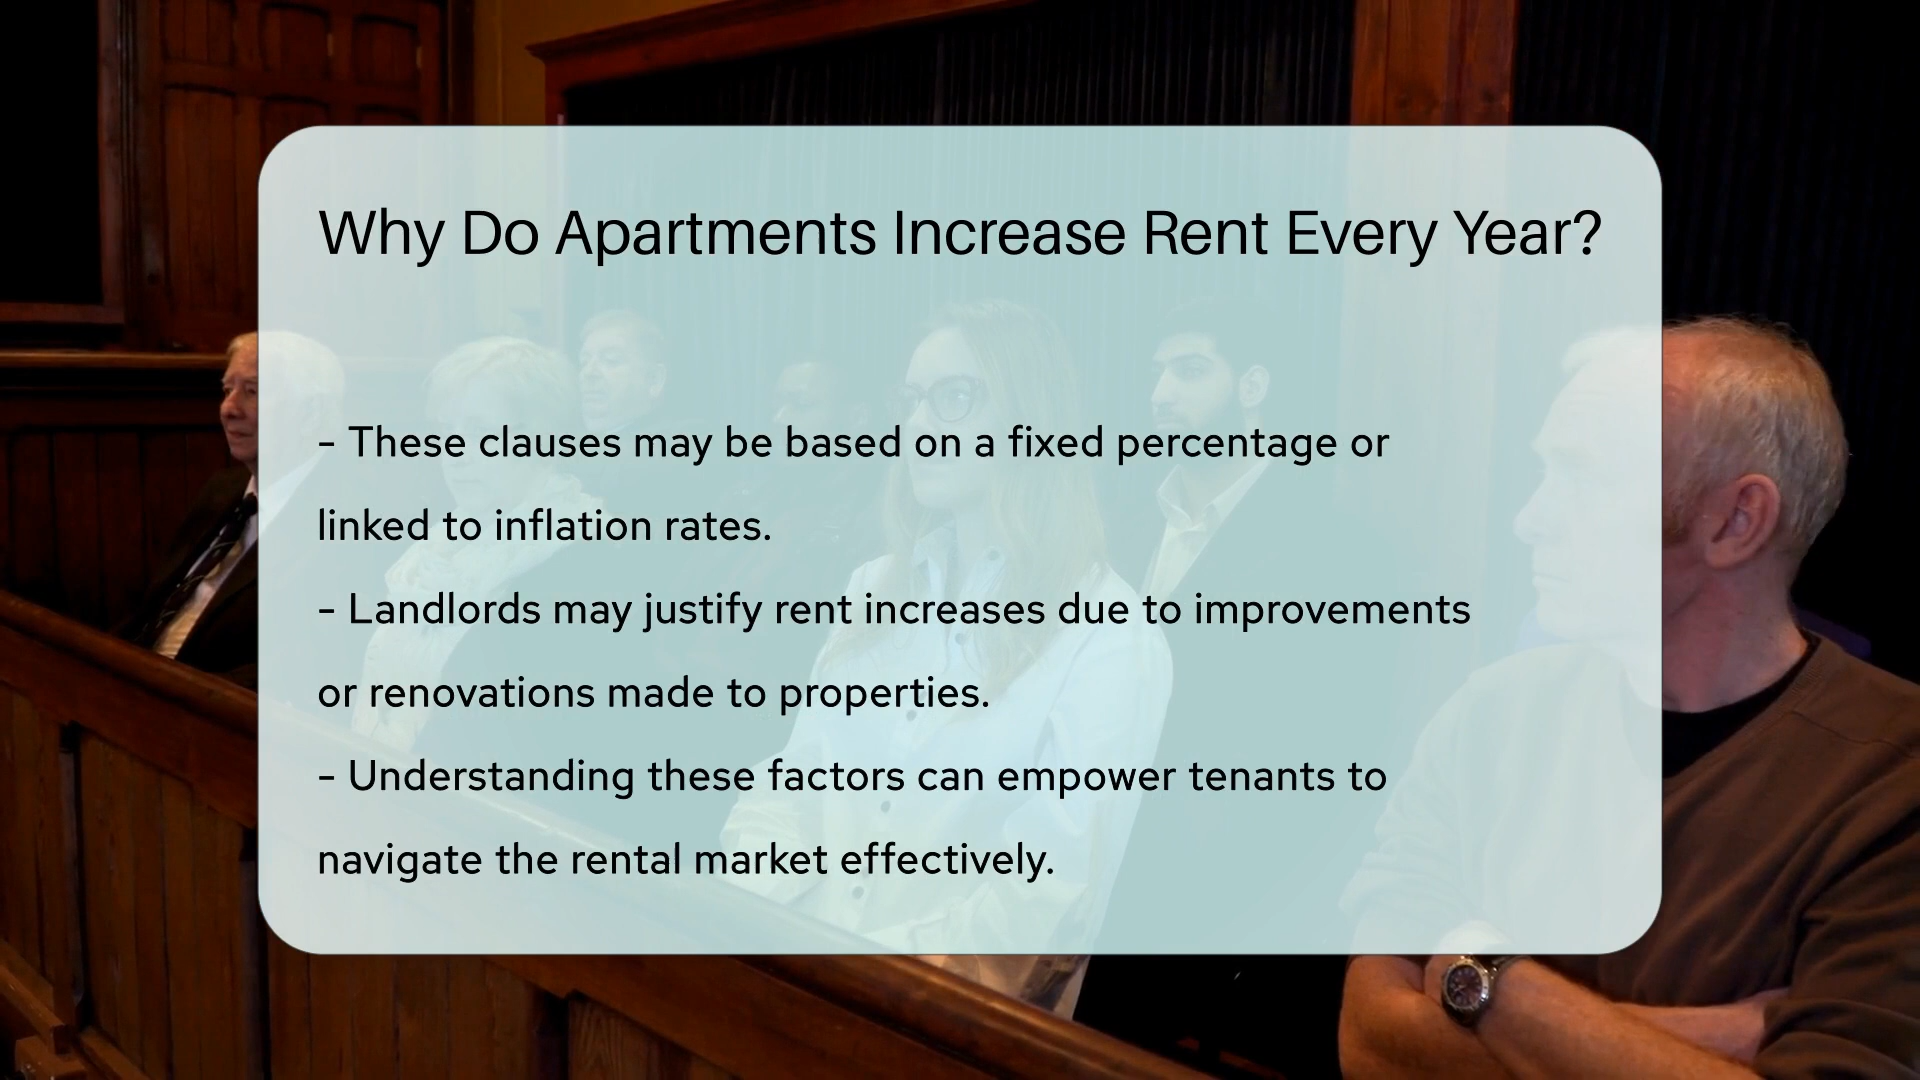 Why Do Apartments Increase Rent Every Year?
– These clauses may be based on a fixed percentage or
linked to inflation rates.
– Landlords may justify rent increases due to improvements
or renovations made to properties.
– Understanding these factors can empower tenants to
navigate the rental market effectively.